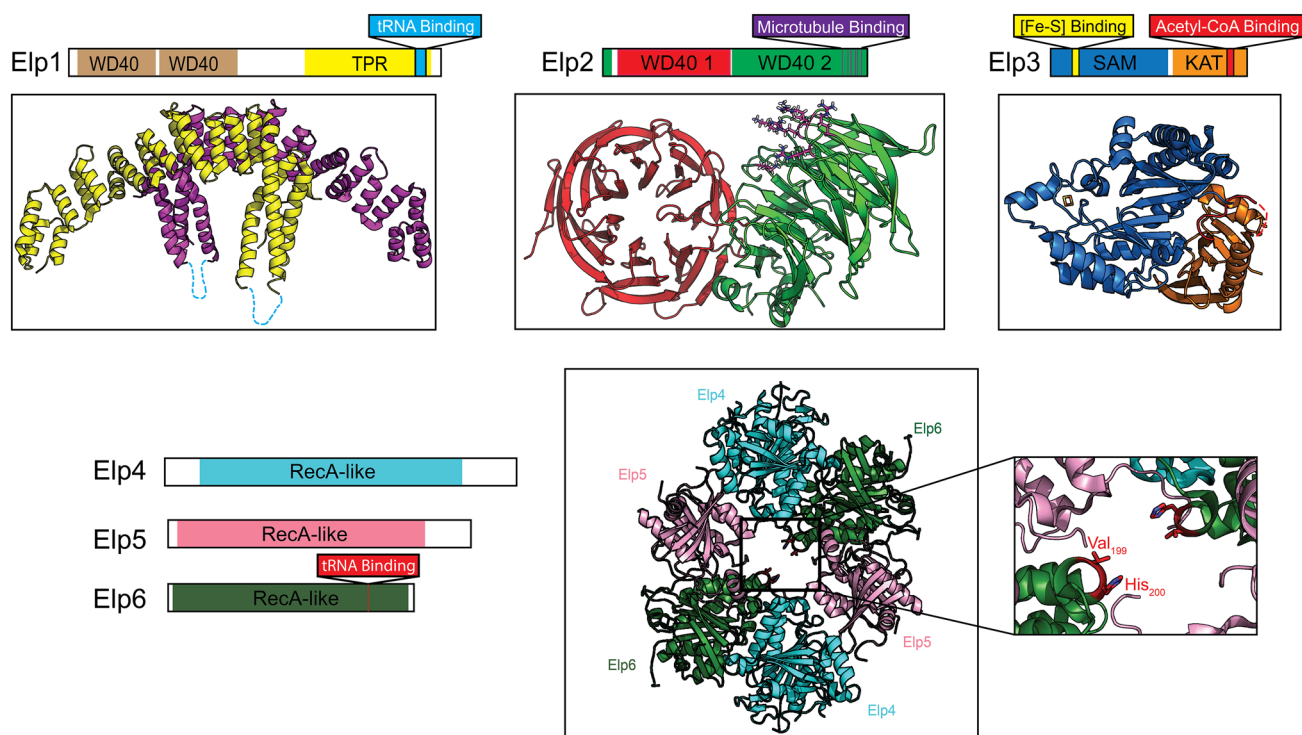 tRNA Binding
Elp1
WD40
WD40
TPR
Microtubule Binding
Elp2
WD40 1
WD40 2
[Fe-S] Binding
Acetyl-CoA Binding
Elp3
SAM
KAT
Elp4
RecA-like
Elp5
RecA-like
tRNA Binding
Elp6
RecA-like
Elp4
Elp6
Elp5
Elp5
Elp6
Elp4
Val199
His200